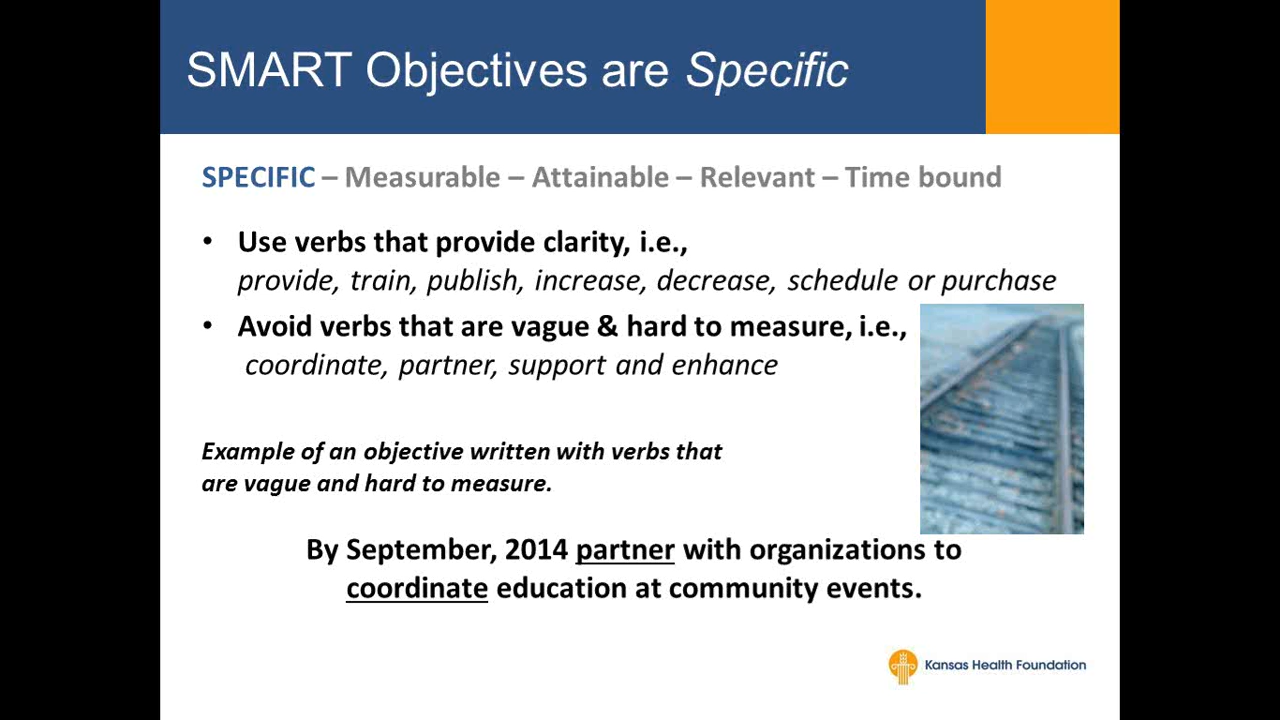 SMART Objectives are Specific
SPECIFIC – Measurable – Attainable – Relevant – Time bound
• Use verbs that provide clarity, i.e.,
provide, train, publish, increase, decrease, schedule or purchase
• Avoid verbs that are vague & hard to measure, i.e.,
coordinate, partner, support and enhance
Example of an objective written with verbs that
are vague and hard to measure.
By September, 2014 partner with organizations to
coordinate education at community events.
Kansas Health Foundation